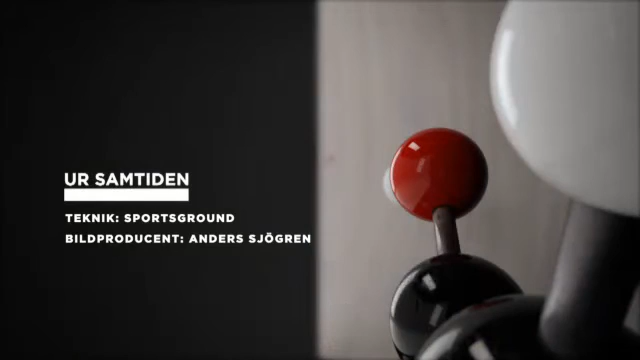 UR SAMTIDEN
TEKNIK: SPORTSGROUND
BILDPRODUCENT: ANDERS SJÖGREN